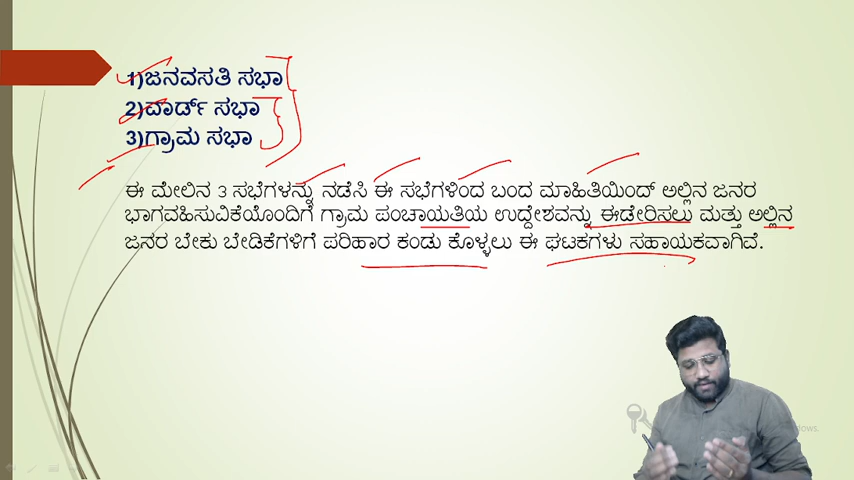 1)ಜನವಸತಿ ಸಭಾ
2)ವಾರ್ಡ್ ಸಭಾ
3)ಗ್ರಾಮ ಸಭಾ
ಈ ಮೇಲಿನ 3 ಸಭೆಗಳನ್ನು ನಡೆಸಿ ಈ ಸಭೆಗಳಿಂದ ಬಂದ ಮಾಹಿತಿಯಿಂದ್ ಅಲ್ಲಿನ ಜನರ
ಭಾಗವಹಿಸುವಿಕೆಯೊಂದಿಗೆ ಗ್ರಾಮ ಪಂಚಾಯತಿಯ ಉದ್ದೇಶವನ್ನು ಈಡೇರಿಸಲು ಮತ್ತು ಅಲ್ಲಿನ
ಜನರ ಬೇಕು ಬೇಡಿಕೆಗಳಿಗೆ ಪರಿಹಾರ ಕಂಡು ಕೊಳ್ಳಲು ಈ ಘಟಕಗಳು ಸಹಾಯಕವಾಗಿವೆ.